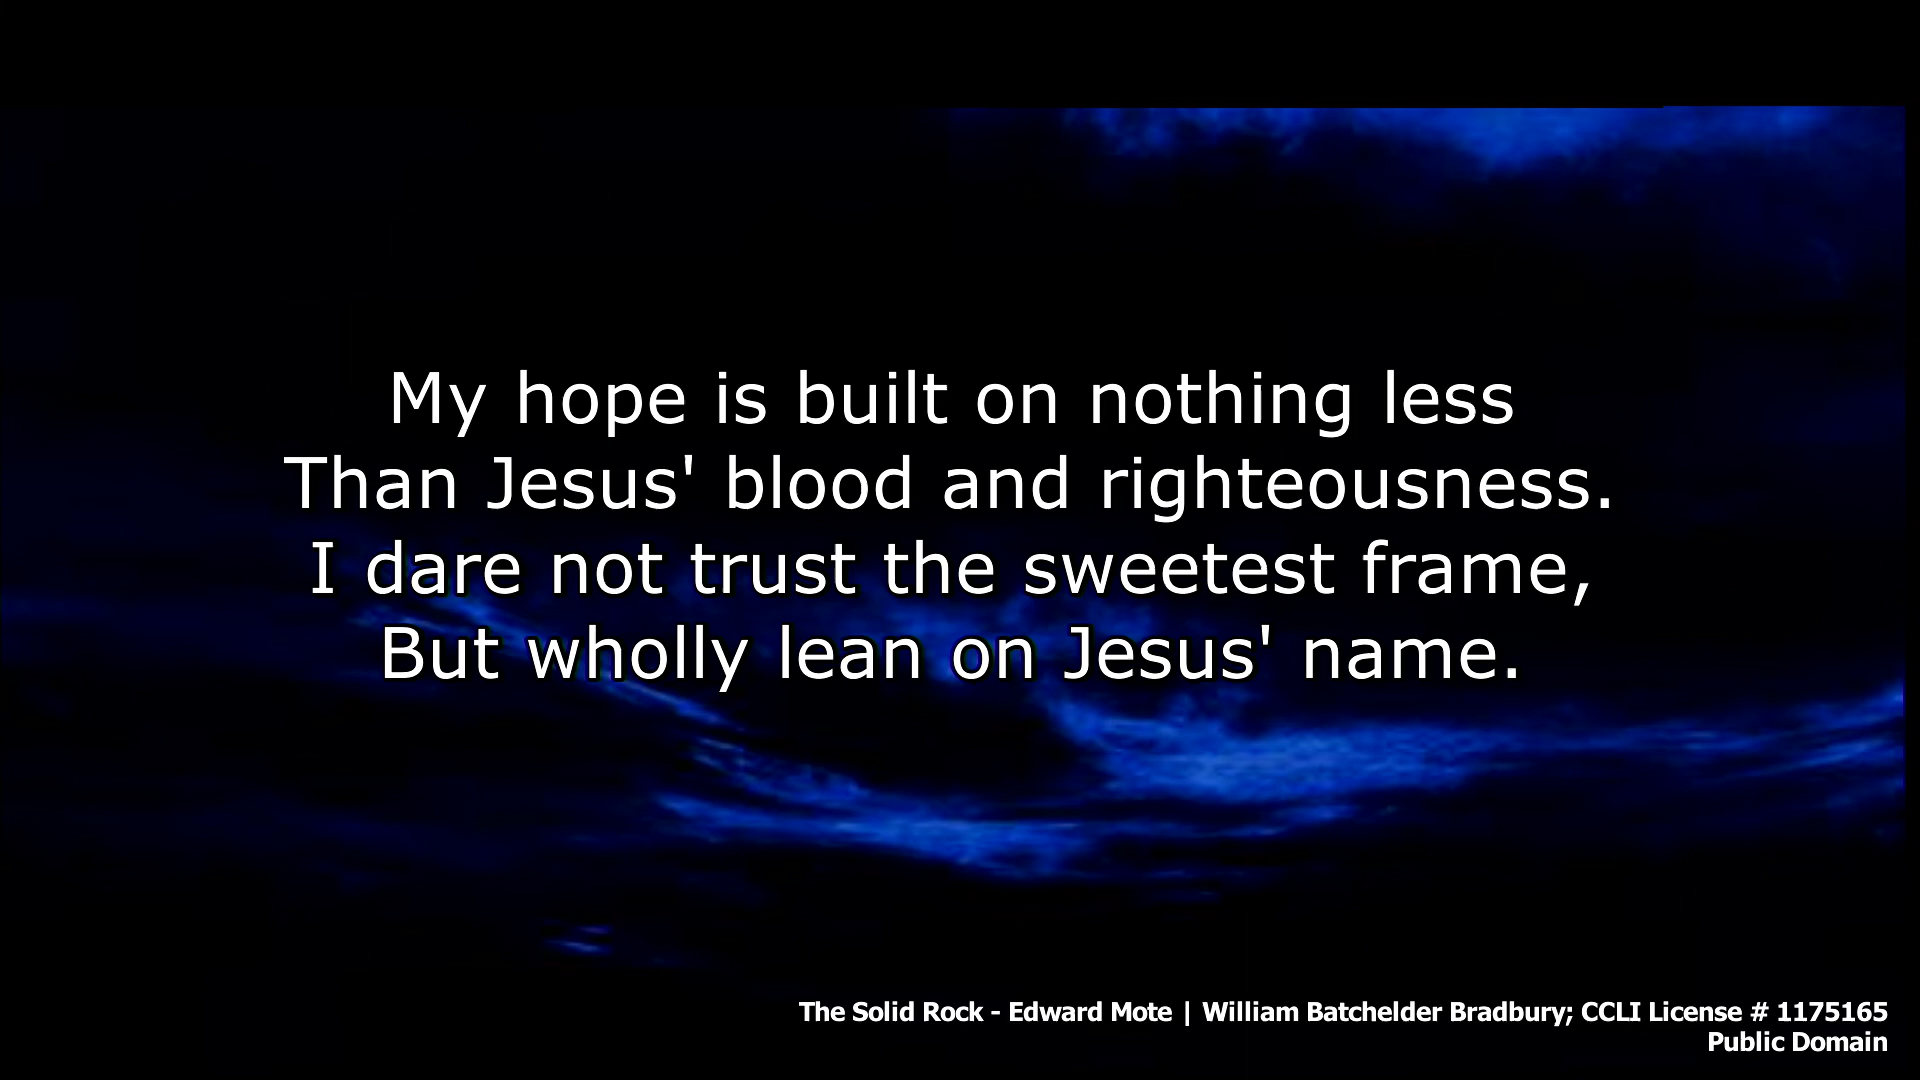 My hope is built on nothing less
Than Jesus' blood and righteousness.
I dare not trust the sweetest frame,
But wholly lean on Jesus' name.
The Solid Rock - Edward Mote | William Batchelder Bradbury; CCLI License # 1175165
Public Domain